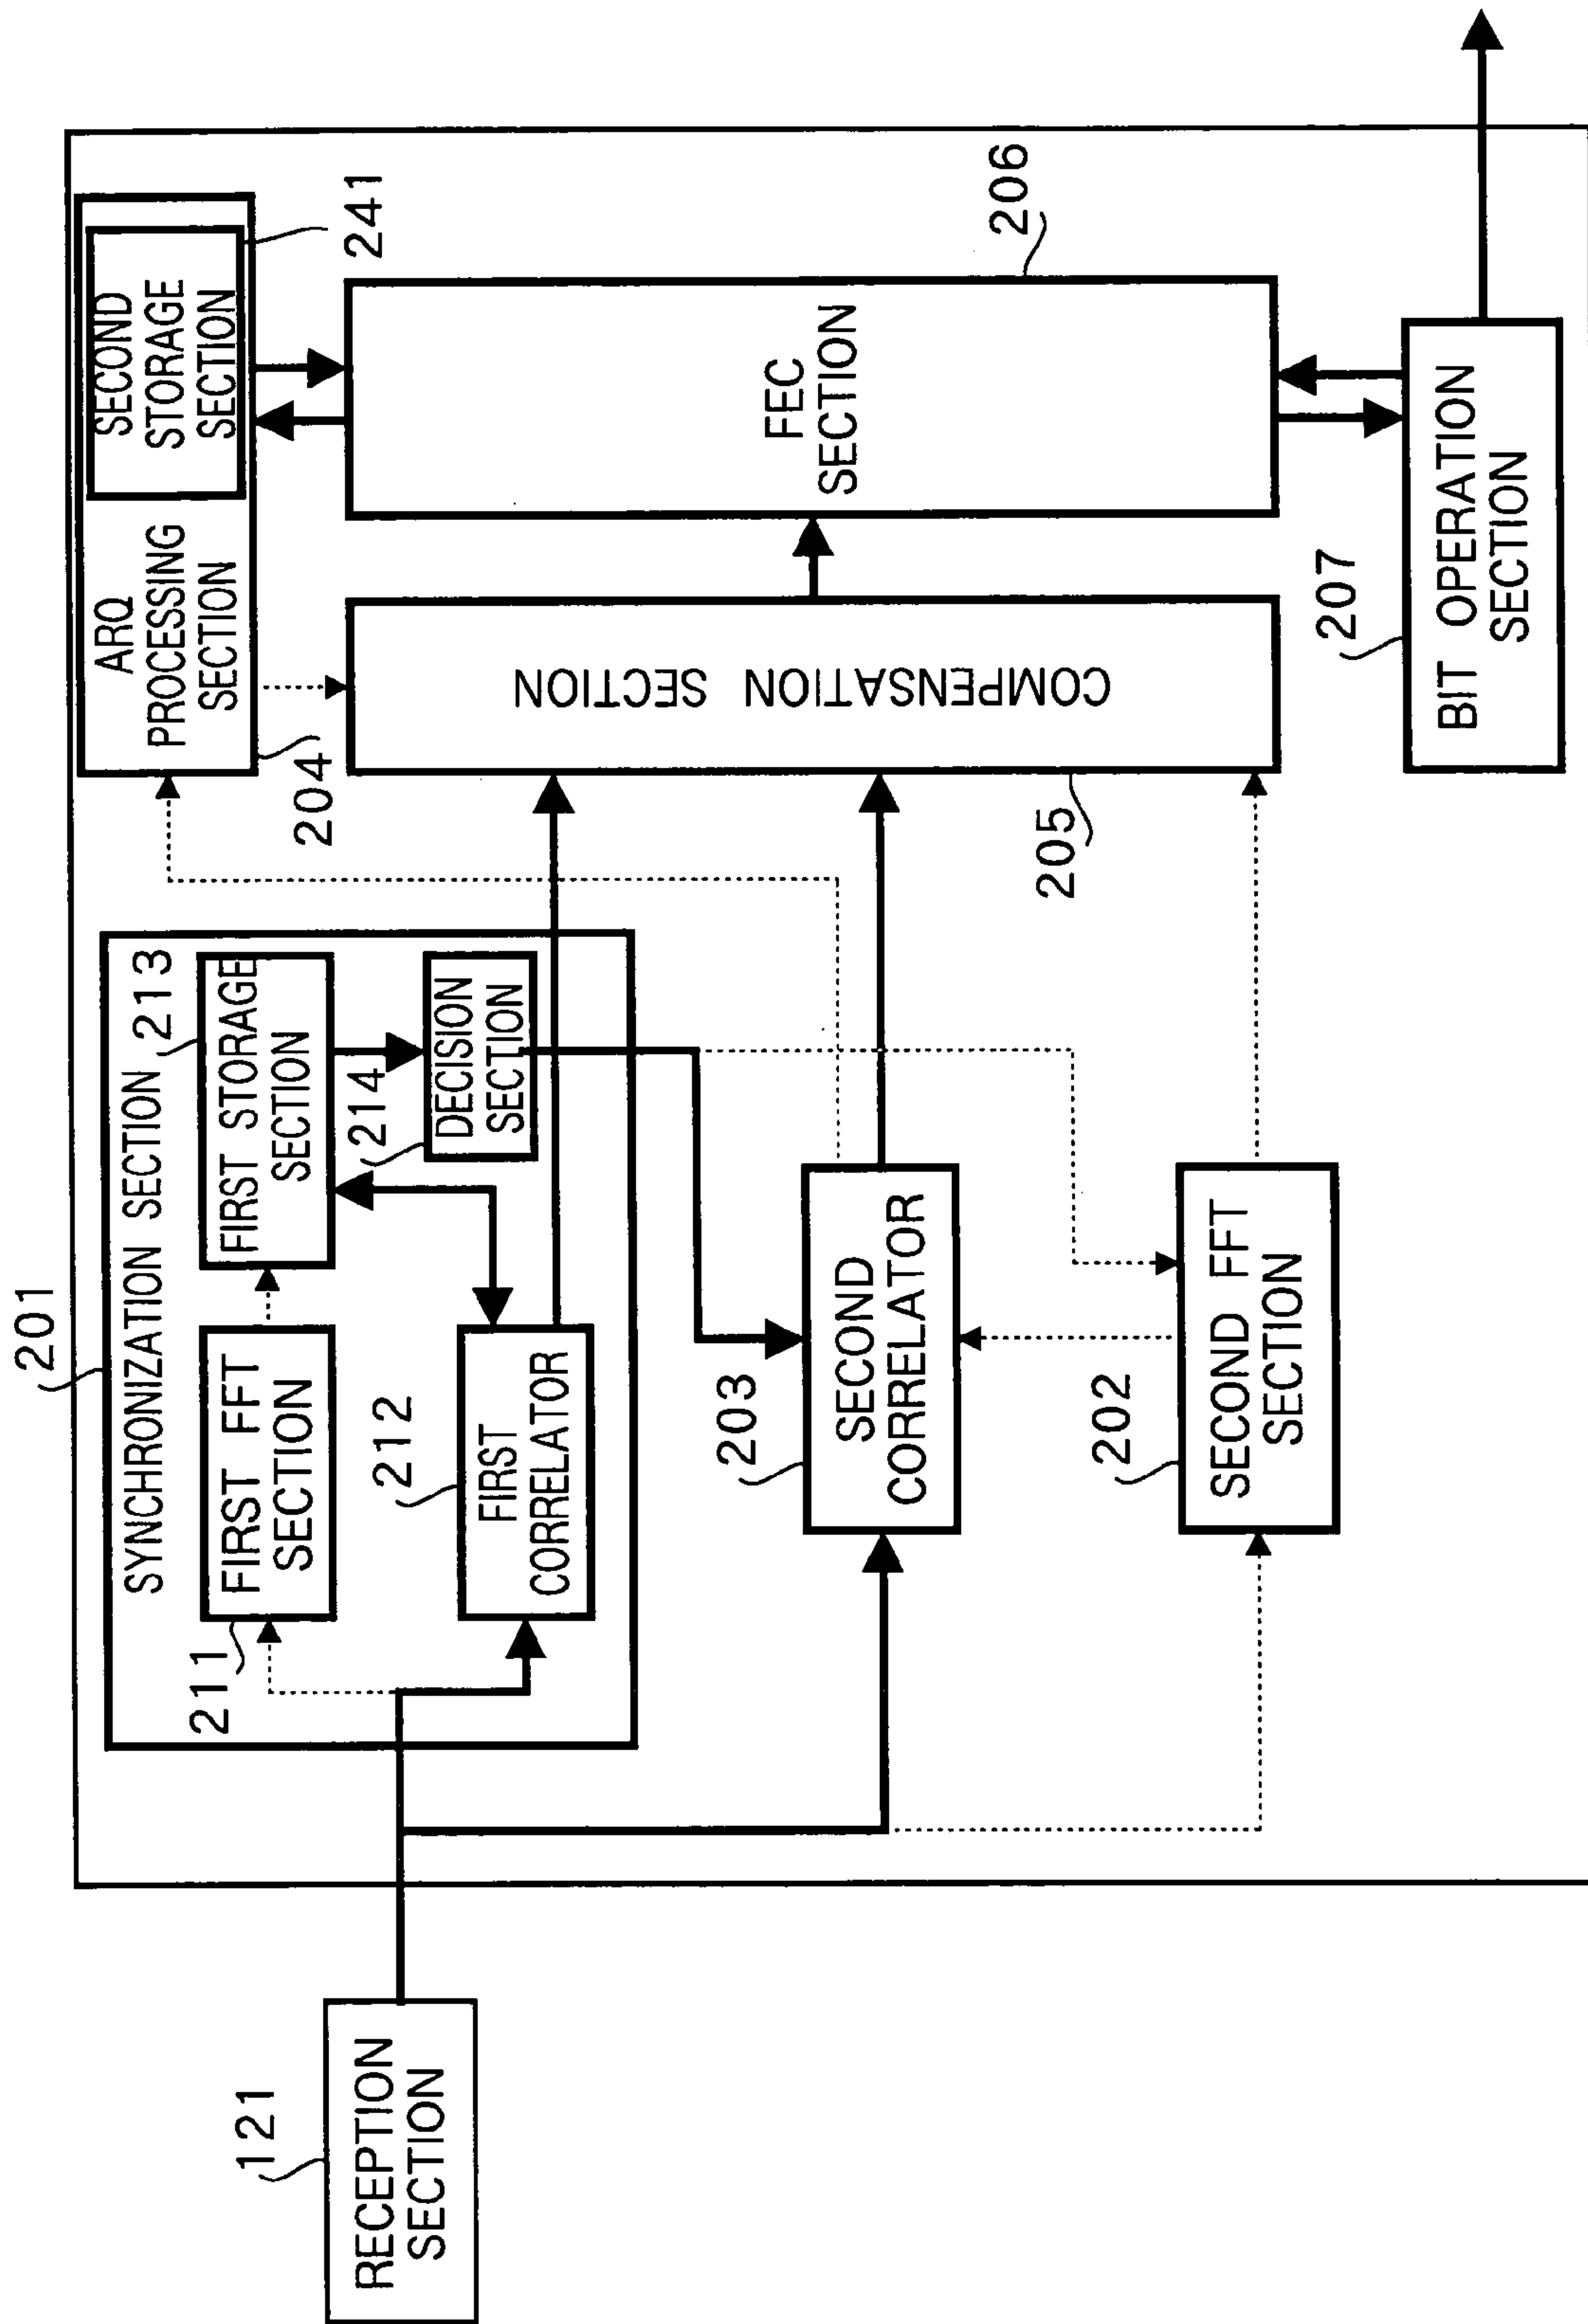 121
RECEPTION
SECTION
201
SYNCHRONIZATION SECTION
211
FIRST FFT
SECTION
212
FIRST
CORRELATOR
213
FIRST STORAGE
SECTION
214
DECISION
SECTION
203
SECOND
CORRELATOR
202
SECOND FFT
SECTION
204
ARQ
PROCESSING
SECTION
SECOND
STORAGE
SECTION
241
205
COMPENSATION SECTION
206
FEC
SECTION
207
BIT OPERATION
SECTION